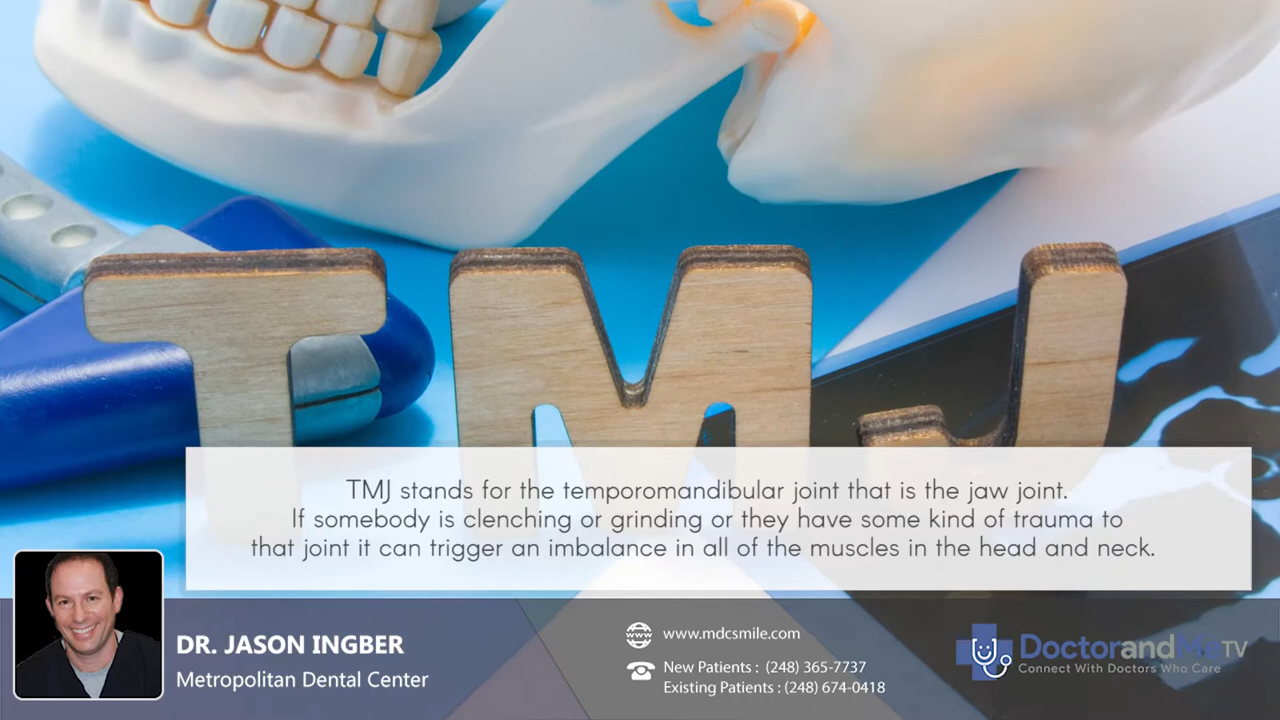 TMJ
TMJ stands for the temporomandibular joint that is the jaw joint.
If somebody is clenching or grinding or they have some kind of trauma to
that joint it can trigger an imbalance in all of the muscles in the head and neck.
DR. JASON INGBER
Metropolitan Dental Center
www
www.mdcsmile.com
New Patients : (248) 365-7737
Existing Patients : (248) 674-0418
DoctorandMeTV
Connect With Doctors Who Care